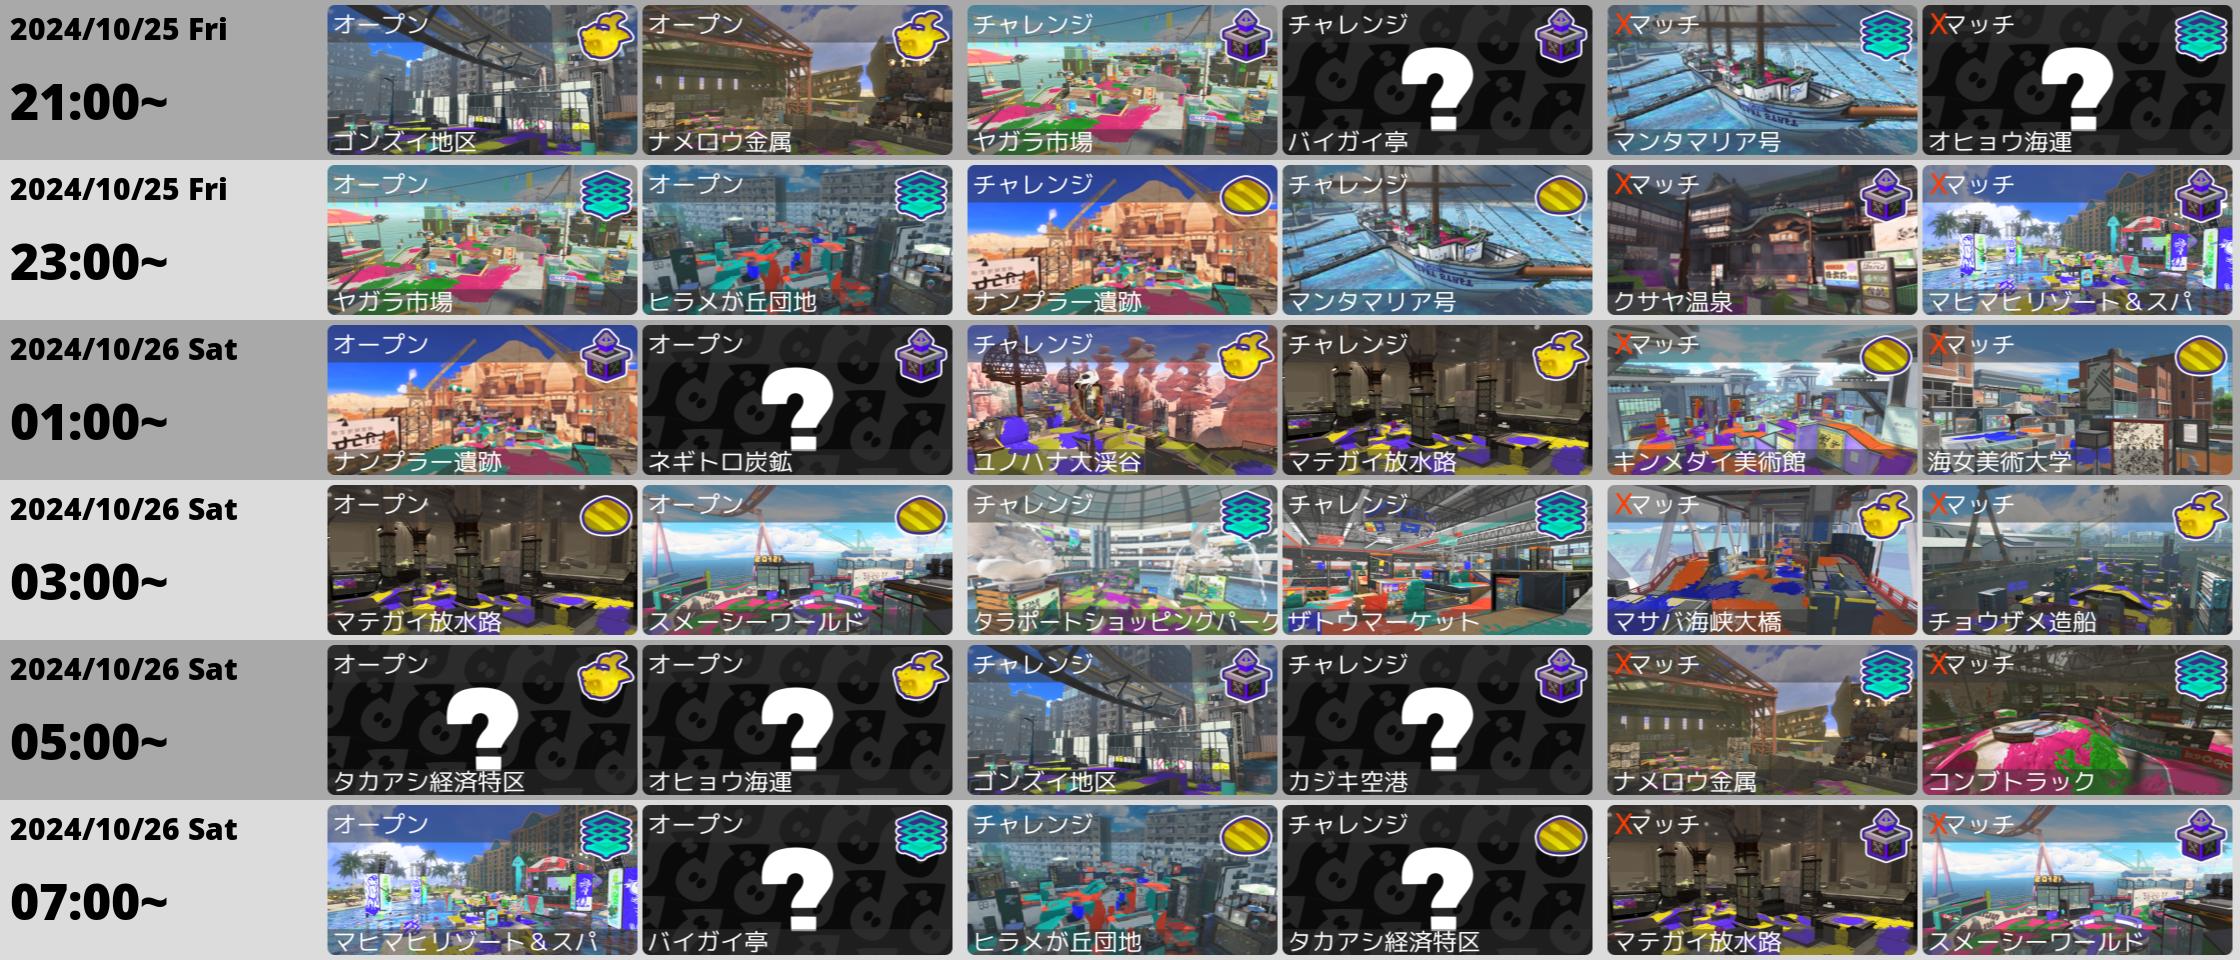 2024/10/25 Fri
21:00~
オープン
ゴンズイ地区
オープン
ナメロウ金属
チャレンジ
ヤガラ市場
チャレンジ
?
バイガイ亭
Xマッチ
マンタマリア号
Xマッチ
?
オヒョウ海運
2024/10/25 Fri
23:00~
オープン
ヤガラ市場
オープン
ヒラメが丘団地
チャレンジ
ナンプラー遺跡
チャレンジ
マンタマリア号
Xマッチ
クサヤ温泉
Xマッチ
マヒマヒリゾート&スパ
2024/10/26 Sat
01:00~
オープン
ナンプラー遺跡
オープン
?
ネギトロ炭鉱
チャレンジ
ユノハナ大渓谷
チャレンジ
マテガイ放水路
Xマッチ
キンメダイ美術館
Xマッチ
海女美術大学
2024/10/26 Sat
03:00~
オープン
マテガイ放水路
オープン
スメーシーワールド
チャレンジ
タラポートショッピングパーク
チャレンジ
ザトウマーケット
Xマッチ
マサバ海峡大橋
Xマッチ
チョウザメ造船
2024/10/26 Sat
05:00~
オープン
?
タカアシ経済特区
オープン
?
オヒョウ海運
チャレンジ
ゴンズイ地区
チャレンジ
?
カジキ空港
Xマッチ
ナメロウ金属
Xマッチ
コンブトラック
2024/10/26 Sat
07:00~
オープン
マヒマヒリゾート&スパ
オープン
?
バイガイ亭
チャレンジ
ヒラメが丘団地
チャレンジ
?
タカアシ経済特区
Xマッチ
マテガイ放水路
Xマッチ
スメーシーワールド